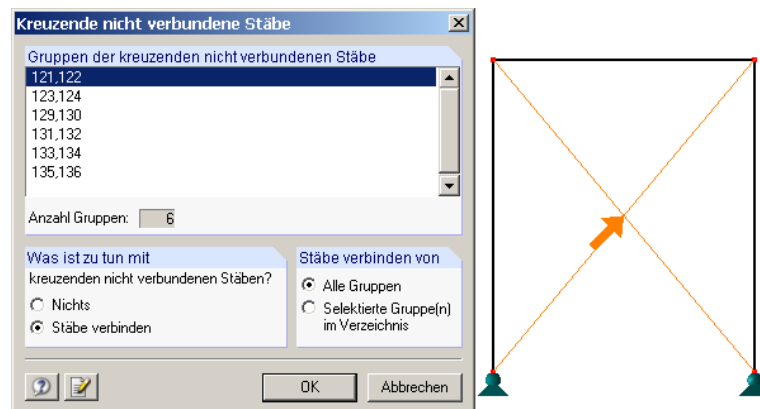 Kreuzende nicht verbundene Stäbe
Gruppen der kreuzenden nicht verbundenen Stäbe
121,122
123,124
129,130
131,132
133,134
135,136
Anzahl Gruppen: 6
Was ist zu tun mit
kreuzenden nicht verbundenen Stäben?
Nichts
Stäbe verbinden
Stäbe verbinden von
Alle Gruppen
Selektierte Gruppe(n)
im Verzeichnis
OK
Abbrechen